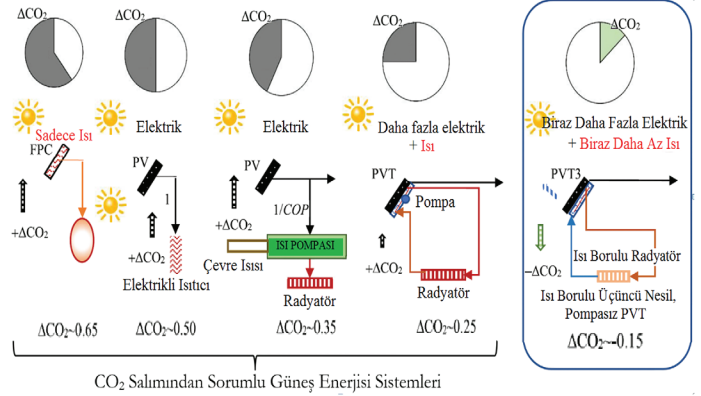 ΔCO₂
ΔCO₂
ΔCO₂
ΔCO₂
ΔCO₂
Sadece Isı
FPC
+ΔCO₂
ΔCO₂~0.65
Elektrik
PV
1
+ΔCO₂
Elektrikli Isıtıcı
ΔCO₂~0.50
Elektrik
PV
1/COP
+ΔCO₂
ISI POMPASI
Çevre Isısı
Radyatör
ΔCO₂~0.35
Daha fazla elektrik
+ Isı
PVT
Pompa
+ΔCO₂
Radyatör
ΔCO₂~0.25
Biraz Daha Fazla Elektrik
+ Biraz Daha Az Isı
PVT3
−ΔCO₂
Isı Borulu Radyatör
Isı Borulu Üçüncü Nesil,
Pompasız PVT
ΔCO₂~-0.15
CO₂ Salımından Sorumlu Güneş Enerjisi Sistemleri